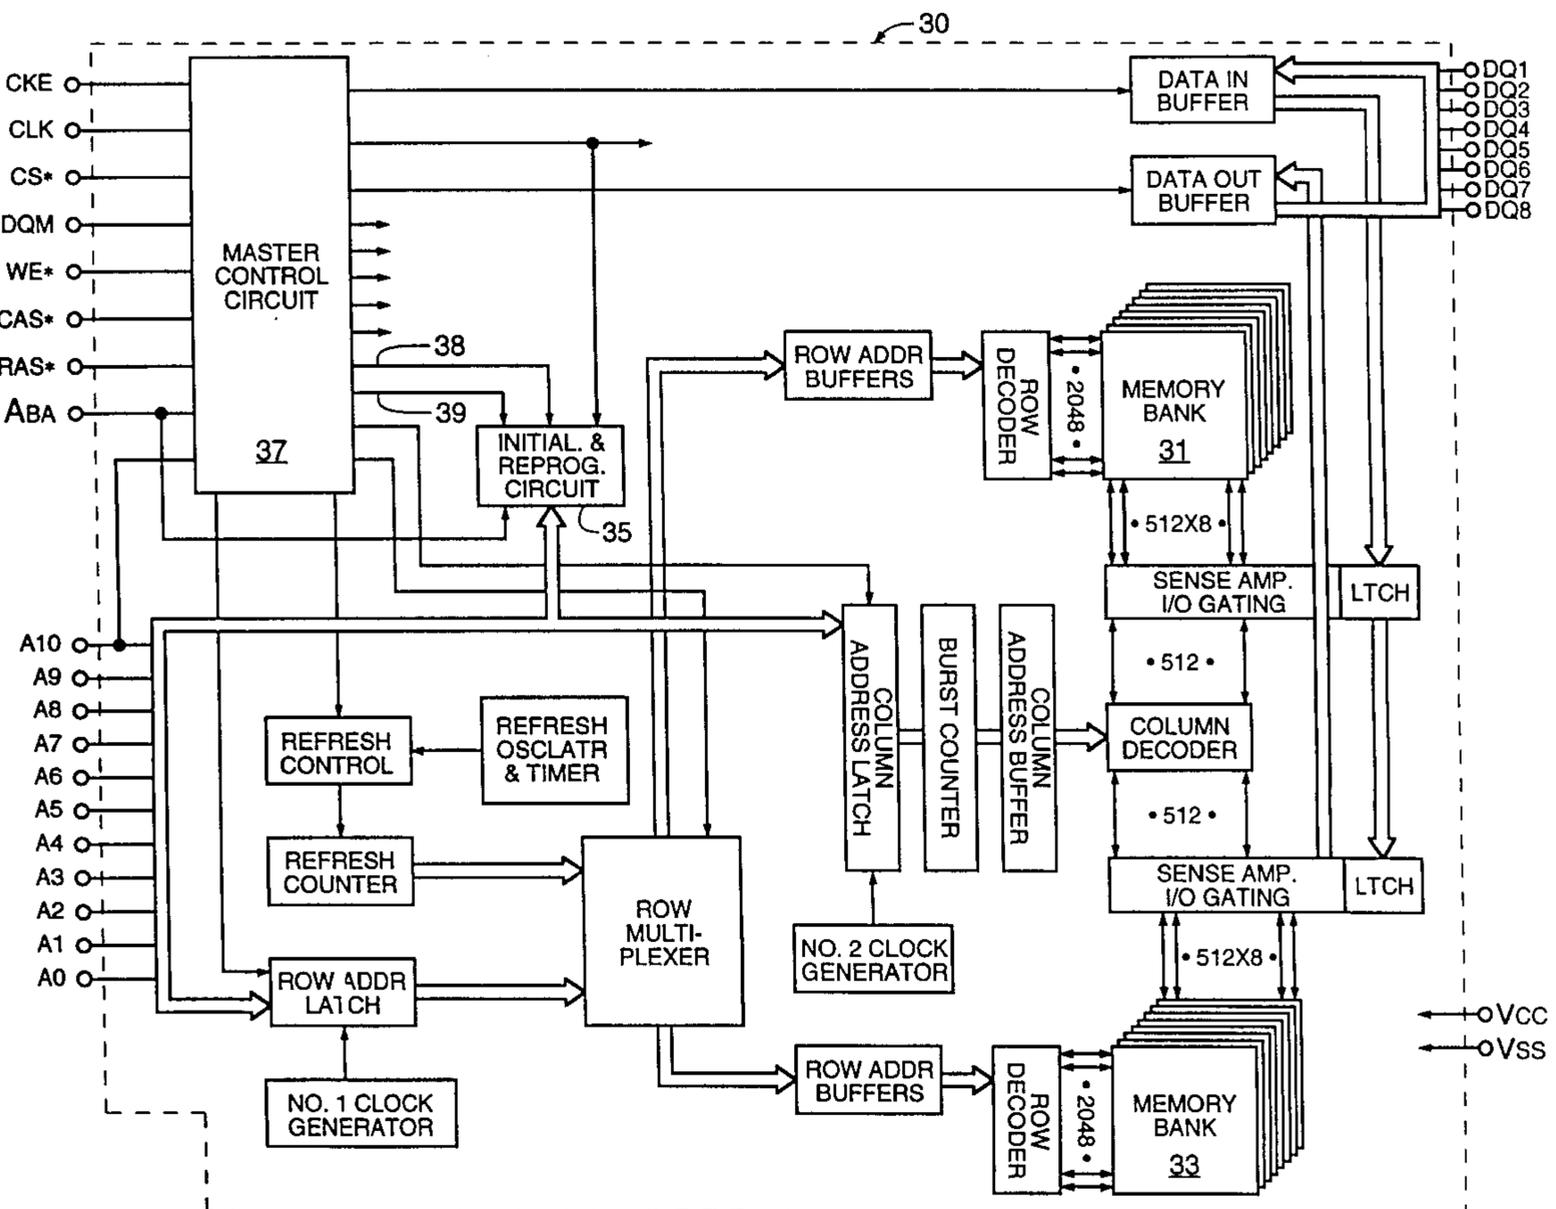 30
CKE
CLK
CS*
DQM
WE*
CAS*
RAS*
ABA
MASTER
CONTROL
CIRCUIT
37
38
39
INITIAL. &
REPROG.
CIRCUIT
35
DATA IN
BUFFER
DATA OUT
BUFFER
DQ1
DQ2
DQ3
DQ4
DQ5
DQ6
DQ7
DQ8
ROW ADDR
BUFFERS
ROW
DECODER
• 2048 •
MEMORY
BANK
31
• 512X8 •
SENSE AMP.
I/O GATING
LTCH
• 512 •
A10
A9
A8
A7
A6
A5
A4
A3
A2
A1
A0
REFRESH
CONTROL
REFRESH
OSCLATR
& TIMER
REFRESH
COUNTER
ROW
MULTI-
PLEXER
ROW ADDR
LATCH
NO. 1 CLOCK
GENERATOR
COLUMN
ADDRESS LATCH
BURST COUNTER
COLUMN
ADDRESS BUFFER
COLUMN
DECODER
• 512 •
NO. 2 CLOCK
GENERATOR
SENSE AMP.
I/O GATING
LTCH
• 512X8 •
VCC
VSS
ROW ADDR
BUFFERS
ROW
DECODER
• 2048 •
MEMORY
BANK
33